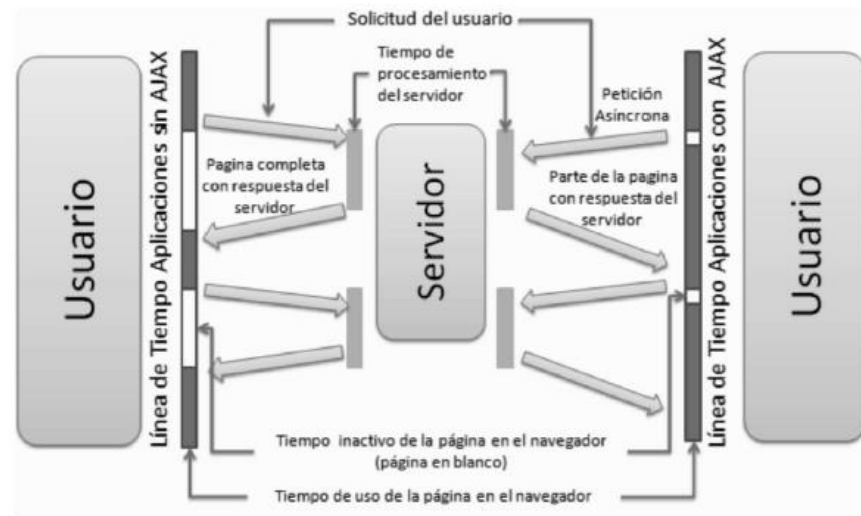 Solicitud del usuario
Tiempo de
procesamiento
del servidor
Petición
Asíncrona
Usuario
Línea de Tiempo Aplicaciones sin AJAX
Pagina completa
con respuesta del
servidor
Servidor
Parte de la pagina
con respuesta del
servidor
Línea de Tiempo Aplicaciones con AJAX
Usuario
Tiempo inactivo de la página en el navegador
(página en blanco)
Tiempo de uso de la página en el navegador